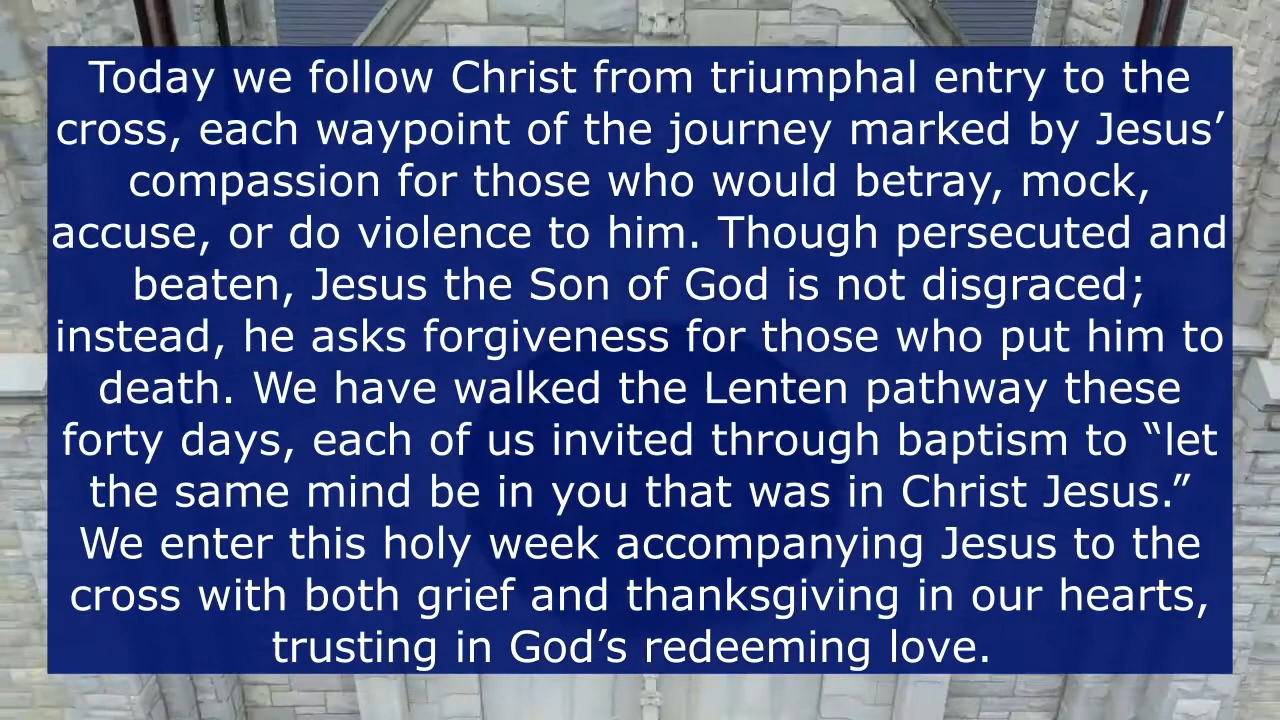 Today we follow Christ from triumphal entry to the
cross, each waypoint of the journey marked by Jesus’
compassion for those who would betray, mock,
accuse, or do violence to him. Though persecuted and
beaten, Jesus the Son of God is not disgraced;
instead, he asks forgiveness for those who put him to
death. We have walked the Lenten pathway these
forty days, each of us invited through baptism to “let
the same mind be in you that was in Christ Jesus.”
We enter this holy week accompanying Jesus to the
cross with both grief and thanksgiving in our hearts,
trusting in God’s redeeming love.